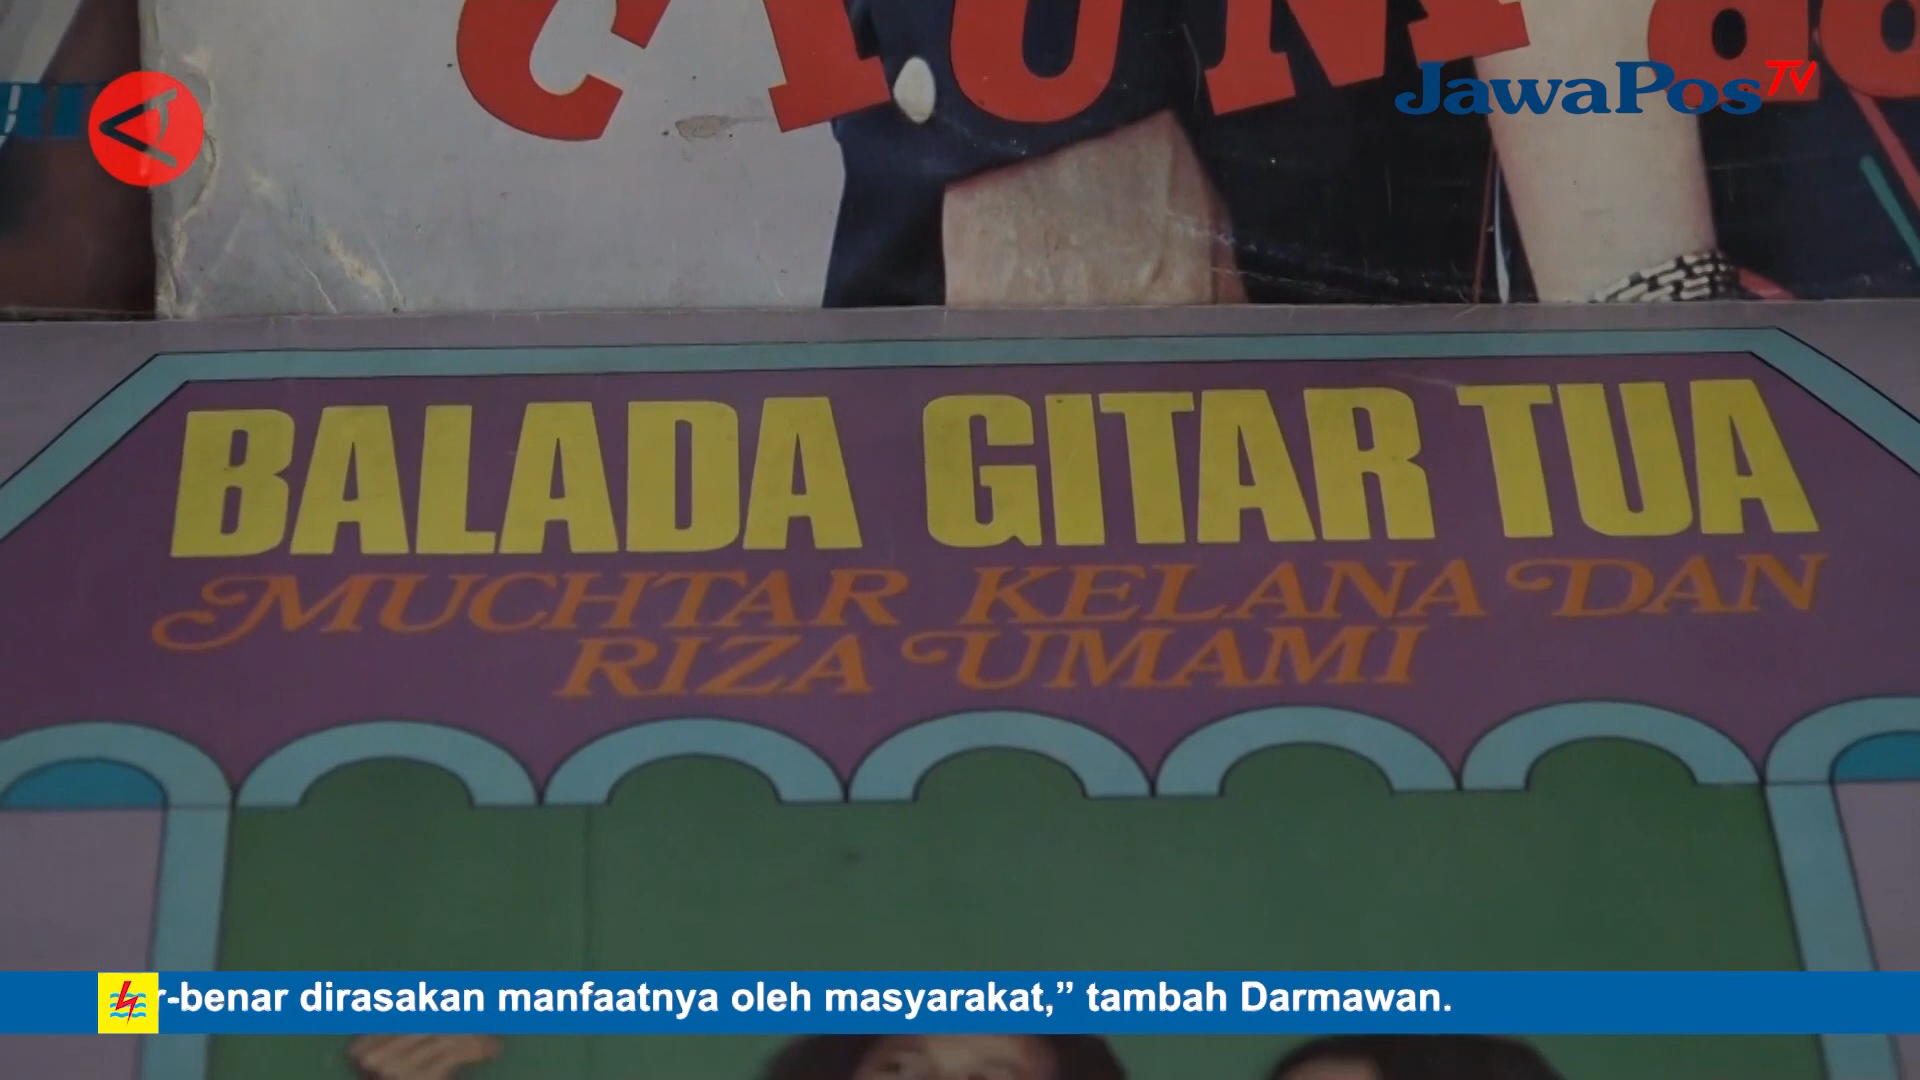 JawaPos TV
BALADA GITAR TUA
MUCHTAR KELANA DAN
RIZA UMAMI
r-benar dirasakan manfaatnya oleh masyarakat,” tambah Darmawan.